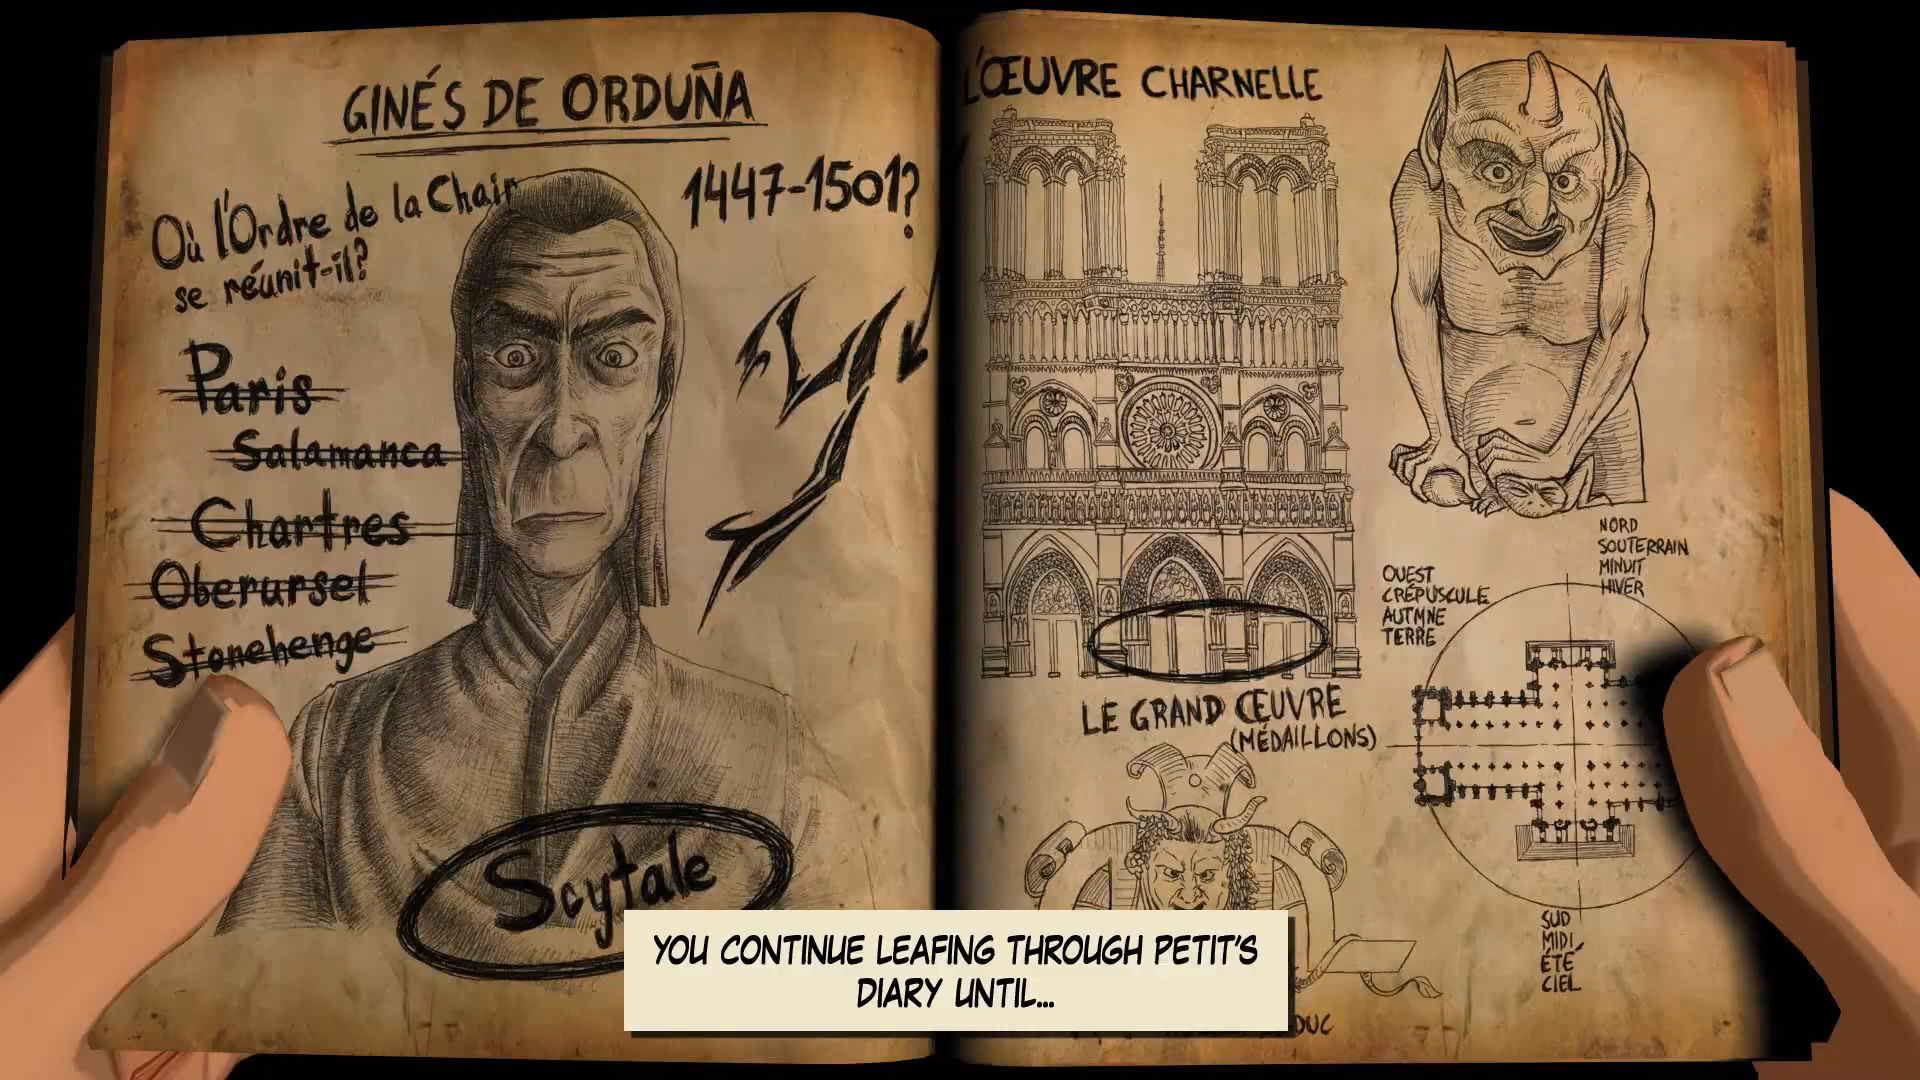 GINÉS DE ORDUÑA
1447-1501?
Où l'Ordre de la Chair
se réunit-il?
Paris
Salamanca
Chartres
Oberursel
Stonehenge
Scytale
L'ŒUVRE CHARNELLE
NORD
SOUTERRAIN
MINUIT
HIVER
OUEST
CRÉPUSCULE
AUTMNE
TERRE
LE GRAND ŒUVRE
(MÉDAILLONS)
SUD
MIDI
ÉTÉ
CIEL
YOU CONTINUE LEAFING THROUGH PETIT'S
DIARY UNTIL...